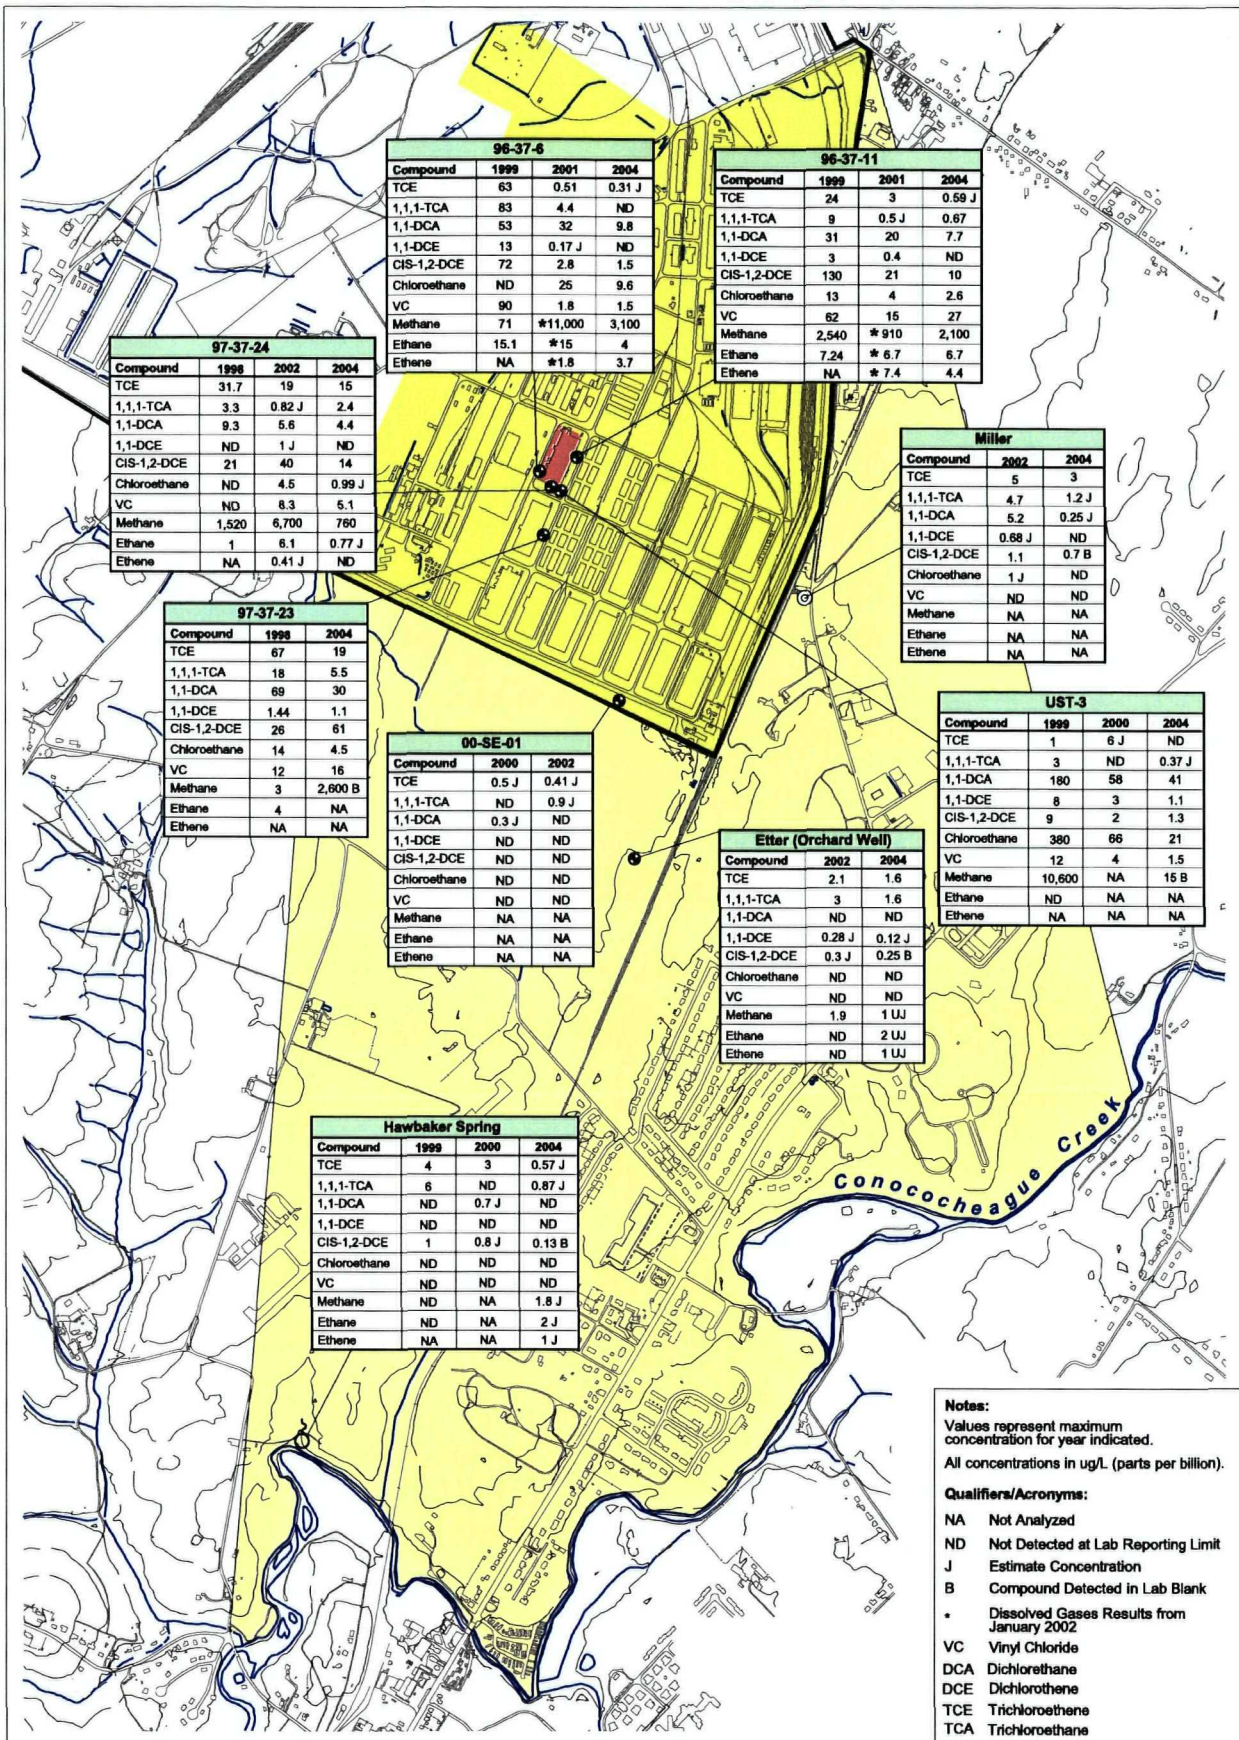 96-37-6
Compound 1999 2001 2004
TCE 63 0.51 0.31 J
1,1,1-TCA 83 4.4 ND
1,1-DCA 53 32 9.8
1,1-DCE 13 0.17 J ND
CIS-1,2-DCE 72 2.8 1.5
Chloroethane ND 25 9.6
VC 90 1.8 1.5
Methane 71 *11,000 3,100
Ethane 15.1 *15 4
Ethene NA *1.8 3.7
96-37-11
Compound 1999 2001 2004
TCE 24 3 0.59 J
1,1,1-TCA 9 0.5 J 0.67
1,1-DCA 31 20 7.7
1,1-DCE 3 0.4 ND
CIS-1,2-DCE 130 21 10
Chloroethane 13 4 2.6
VC 62 15 27
Methane 2,540 * 910 2,100
Ethane 7.24 * 6.7 6.7
Ethene NA * 7.4 4.4
97-37-24
Compound 1998 2002 2004
TCE 31.7 19 15
1,1,1-TCA 3.3 0.82 J 2.4
1,1-DCA 9.3 5.6 4.4
1,1-DCE ND 1 J ND
CIS-1,2-DCE 21 40 14
Chloroethane ND 4.5 0.99 J
VC ND 8.3 5.1
Methane 1,520 6,700 760
Ethane 1 6.1 0.77 J
Ethene NA 0.41 J ND
Miller
Compound 2002 2004
TCE 5 3
1,1,1-TCA 4.7 1.2 J
1,1-DCA 5.2 0.25 J
1,1-DCE 0.68 J ND
CIS-1,2-DCE 1.1 0.7 B
Chloroethane 1 J ND
VC ND ND
Methane NA NA
Ethane NA NA
Ethene NA NA
97-37-23
Compound 1998 2004
TCE 67 19
1,1,1-TCA 18 5.5
1,1-DCA 69 30
1,1-DCE 1.44 1.1
CIS-1,2-DCE 26 61
Chloroethane 14 4.5
VC 12 16
Methane 3 2,600 B
Ethane 4 NA
Ethene NA NA
UST-3
Compound 1999 2000 2004
TCE 1 6 J ND
1,1,1-TCA 3 ND 0.37 J
1,1-DCA 180 58 41
1,1-DCE 8 3 1.1
CIS-1,2-DCE 9 2 1.3
Chloroethane 380 66 21
VC 12 4 1.5
Methane 10,600 NA 15 B
Ethane ND NA NA
Ethene NA NA NA
00-SE-01
Compound 2000 2002
TCE 0.5 J 0.41 J
1,1,1-TCA ND 0.9 J
1,1-DCA 0.3 J ND
1,1-DCE ND ND
CIS-1,2-DCE ND ND
Chloroethane ND ND
VC ND ND
Methane NA NA
Ethane NA NA
Ethene NA NA
Etter (Orchard Well)
Compound 2002 2004
TCE 2.1 1.6
1,1,1-TCA 3 1.6
1,1-DCA ND ND
1,1-DCE 0.28 J 0.12 J
CIS-1,2-DCE 0.3 J 0.25 B
Chloroethane ND ND
VC ND ND
Methane 1.9 1 UJ
Ethane ND 2 UJ
Ethene ND 1 UJ
Conococheague Creek
Hawbaker Spring
Compound 1999 2000 2004
TCE 4 3 0.57 J
1,1,1-TCA 6 ND 0.87 J
1,1-DCA ND 0.7 J ND
1,1-DCE ND ND ND
CIS-1,2-DCE 1 0.8 J 0.13 B
Chloroethane ND ND ND
VC ND ND ND
Methane ND NA 1.8 J
Ethane ND NA 2 J
Ethene NA NA 1 J
Notes:
Values represent maximum
concentration for year indicated.
All concentrations in ug/L (parts per billion).
Qualifiers/Acronyms:
NA Not Analyzed
ND Not Detected at Lab Reporting Limit
J Estimate Concentration
B Compound Detected in Lab Blank
* Dissolved Gases Results from
January 2002
VC Vinyl Chloride
DCA Dichlorethane
DCE Dichlorothene
TCE Trichloroethene
TCA Trichloroethane